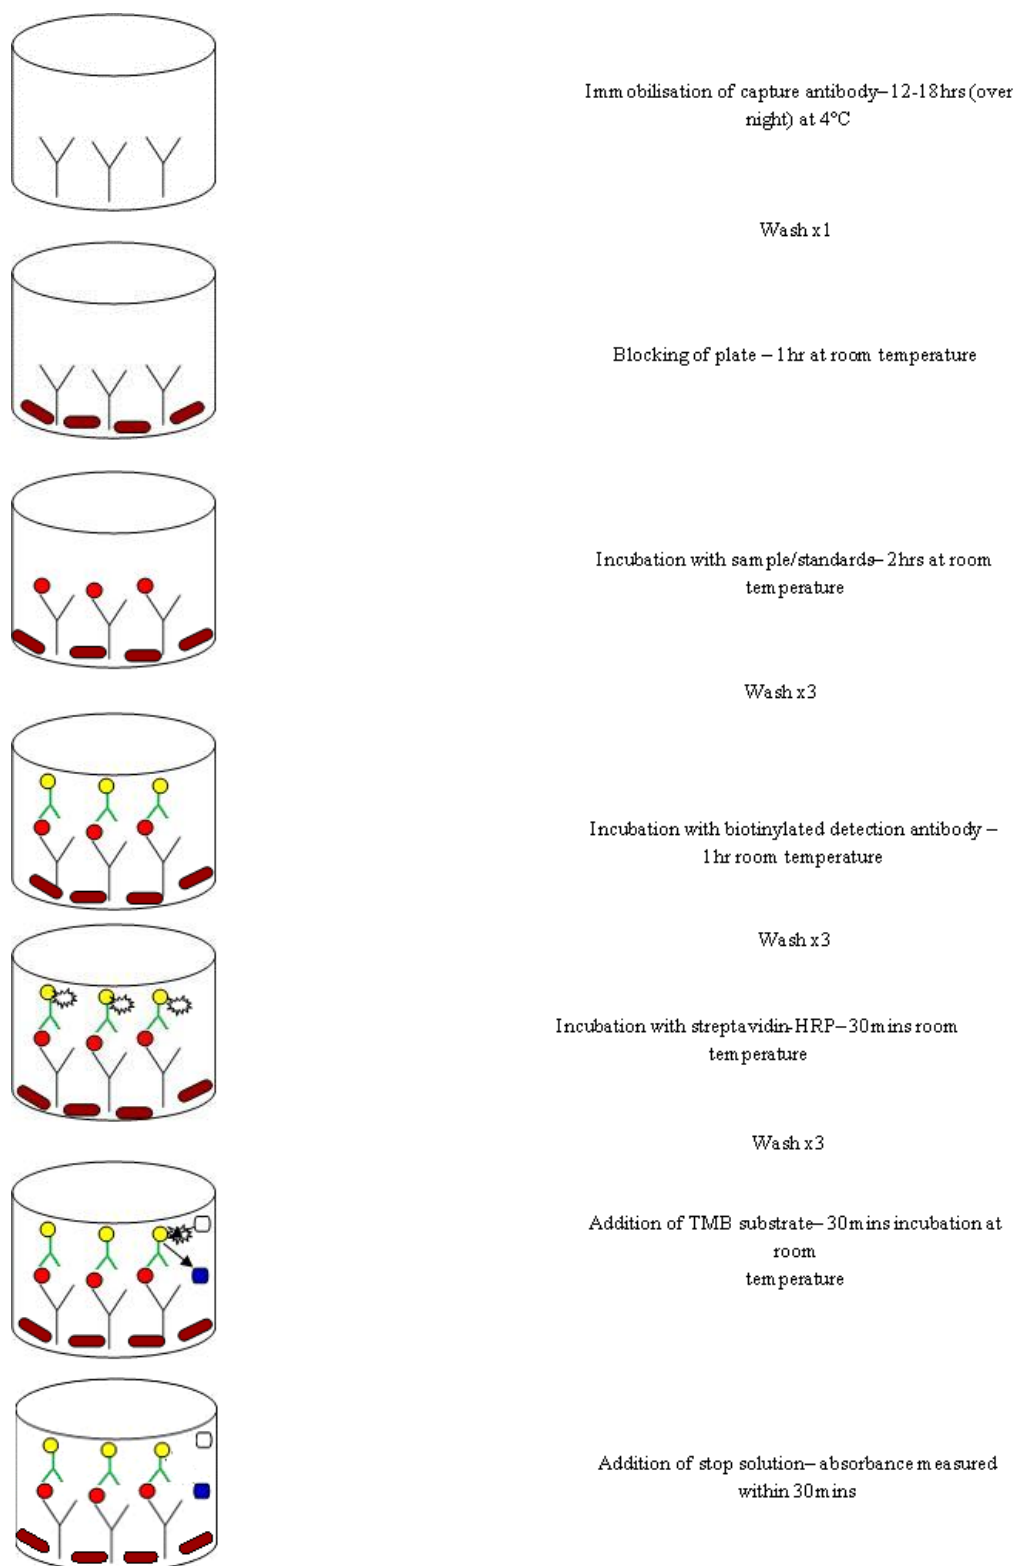 Immobilisation of capture antibody– 12-18hrs (over
night) at 4°C
Wash x1
Blocking of plate – 1hr at room temperature
Incubation with sample/standards– 2hrs at room
temperature
Wash x3
Incubation with biotinylated detection antibody –
1hr room temperature
Wash x3
Incubation with streptavidin-HRP– 30mins room
temperature
Wash x3
Addition of TMB substrate– 30mins incubation at
room
temperature
Addition of stop solution– absorbance measured
within 30mins